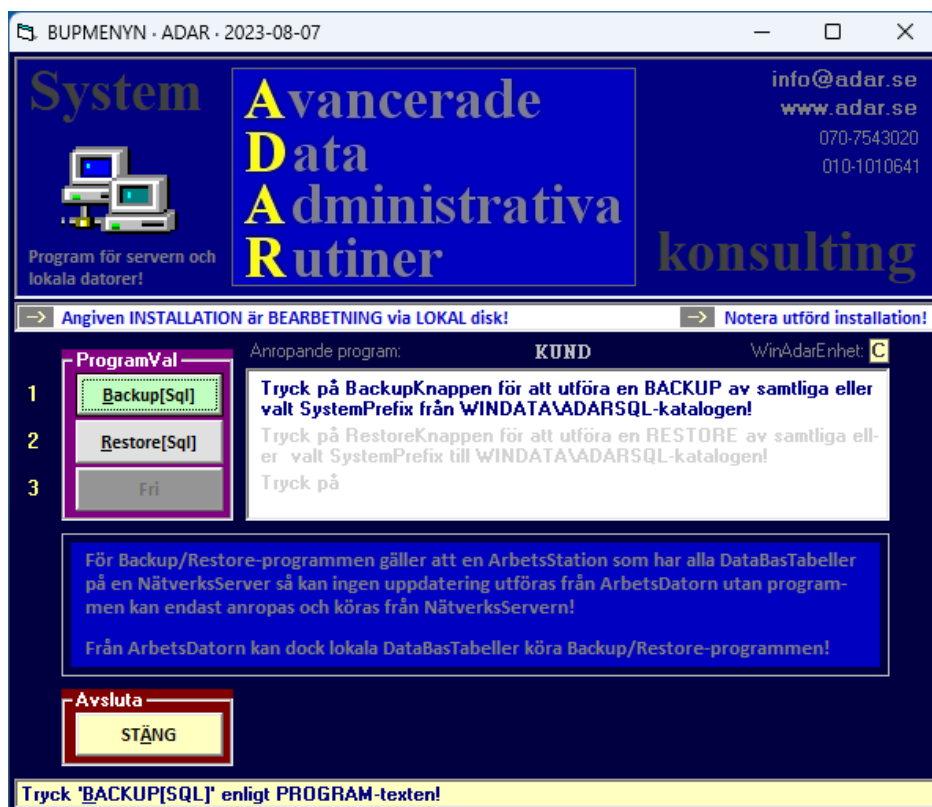 BUPMENYN · ADAR · 2023-08-07
System
Avancerade
Data
Administrativa
Rutiner
info@adar.se
www.adar.se
070-7543020
010-1010641
Program för servern och
lokala datorer!
konsulting
--> Angiven INSTALLATION är BEARBETNING via LOKAL disk!
--> Notera utförd installation!
ProgramVal
Anropande program: KUND WinAdarEnhet: C
1 Backup[Sql]
Tryck på BackupKnappen för att utföra en BACKUP av samtliga eller
valt SystemPrefix från WINDATA\ADARSQL-katalogen!
2 Restore[Sql]
Tryck på RestoreKnappen för att utföra en RESTORE av samtliga ell-
er valt SystemPrefix till WINDATA\ADARSQL-katalogen!
3 Fri
Tryck på
För Backup/Restore-programmen gäller att en ArbetsStation som har alla DataBasTabeller
på en NätverksServer så kan ingen uppdatering utföras från ArbetsDatorn utan program-
men kan endast anropas och köras från NätverksServern!
Från ArbetsDatorn kan dock lokala DataBasTabeller köra Backup/Restore-programmen!
Avsluta
STÄNG
Tryck 'BACKUP[SQL]' enligt PROGRAM-texten!